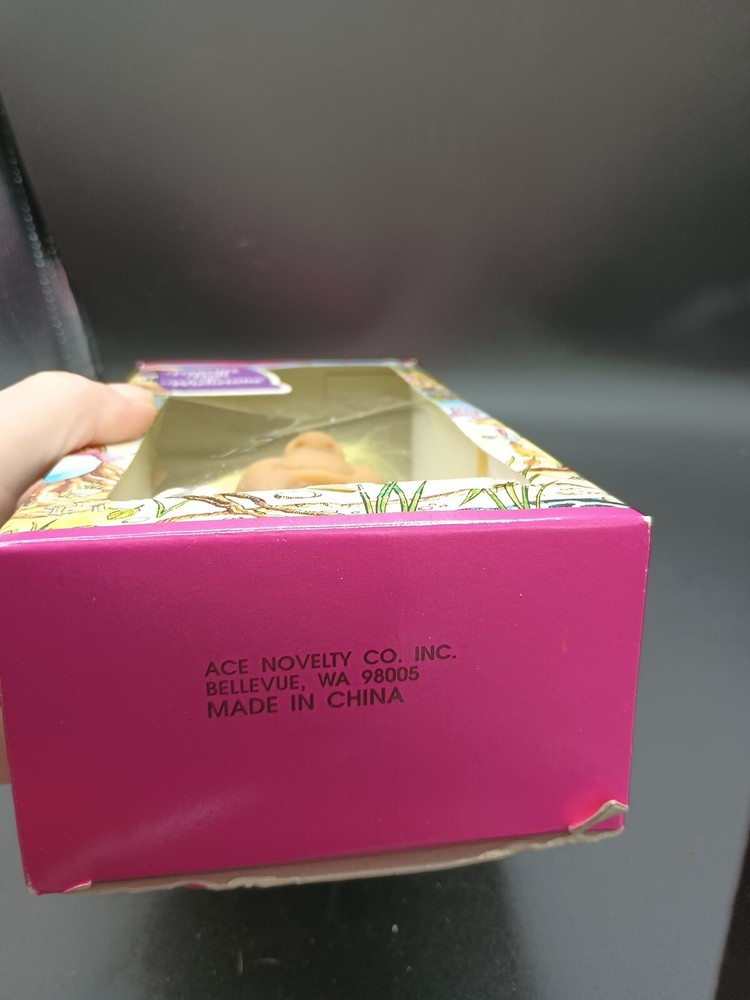 ACE NOVELTY CO. INC.
BELLEVUE, WA 98005
MADE IN CHINA